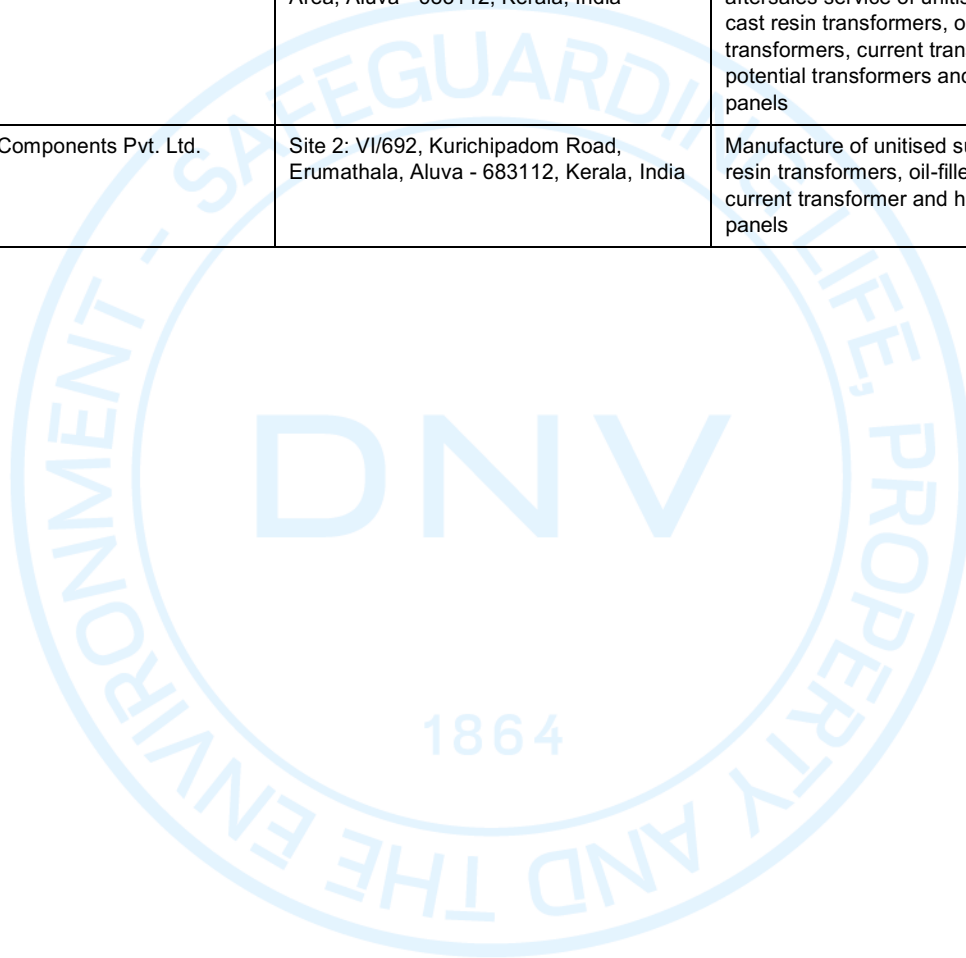 Area, Aluva - 683112, Kerala, India
aftersales service of unitis
cast resin transformers, o
transformers, current tran
potential transformers and
panels
Components Pvt. Ltd.
Site 2: VI/692, Kurichipadom Road,
Erumathala, Aluva - 683112, Kerala, India
Manufacture of unitised su
resin transformers, oil-fille
current transformer and h
panels
SAFEGUARDING LIFE, PROPERTY AND THE ENVIRONMENT -
DNV
1864